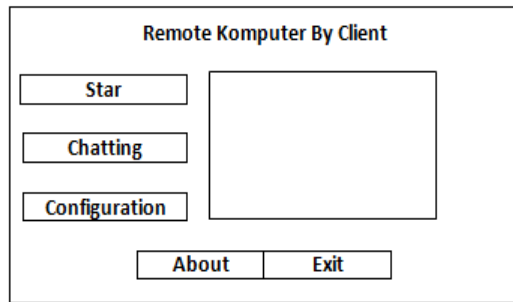 Remote Komputer By Client
Star
Chatting
Configuration
About Exit